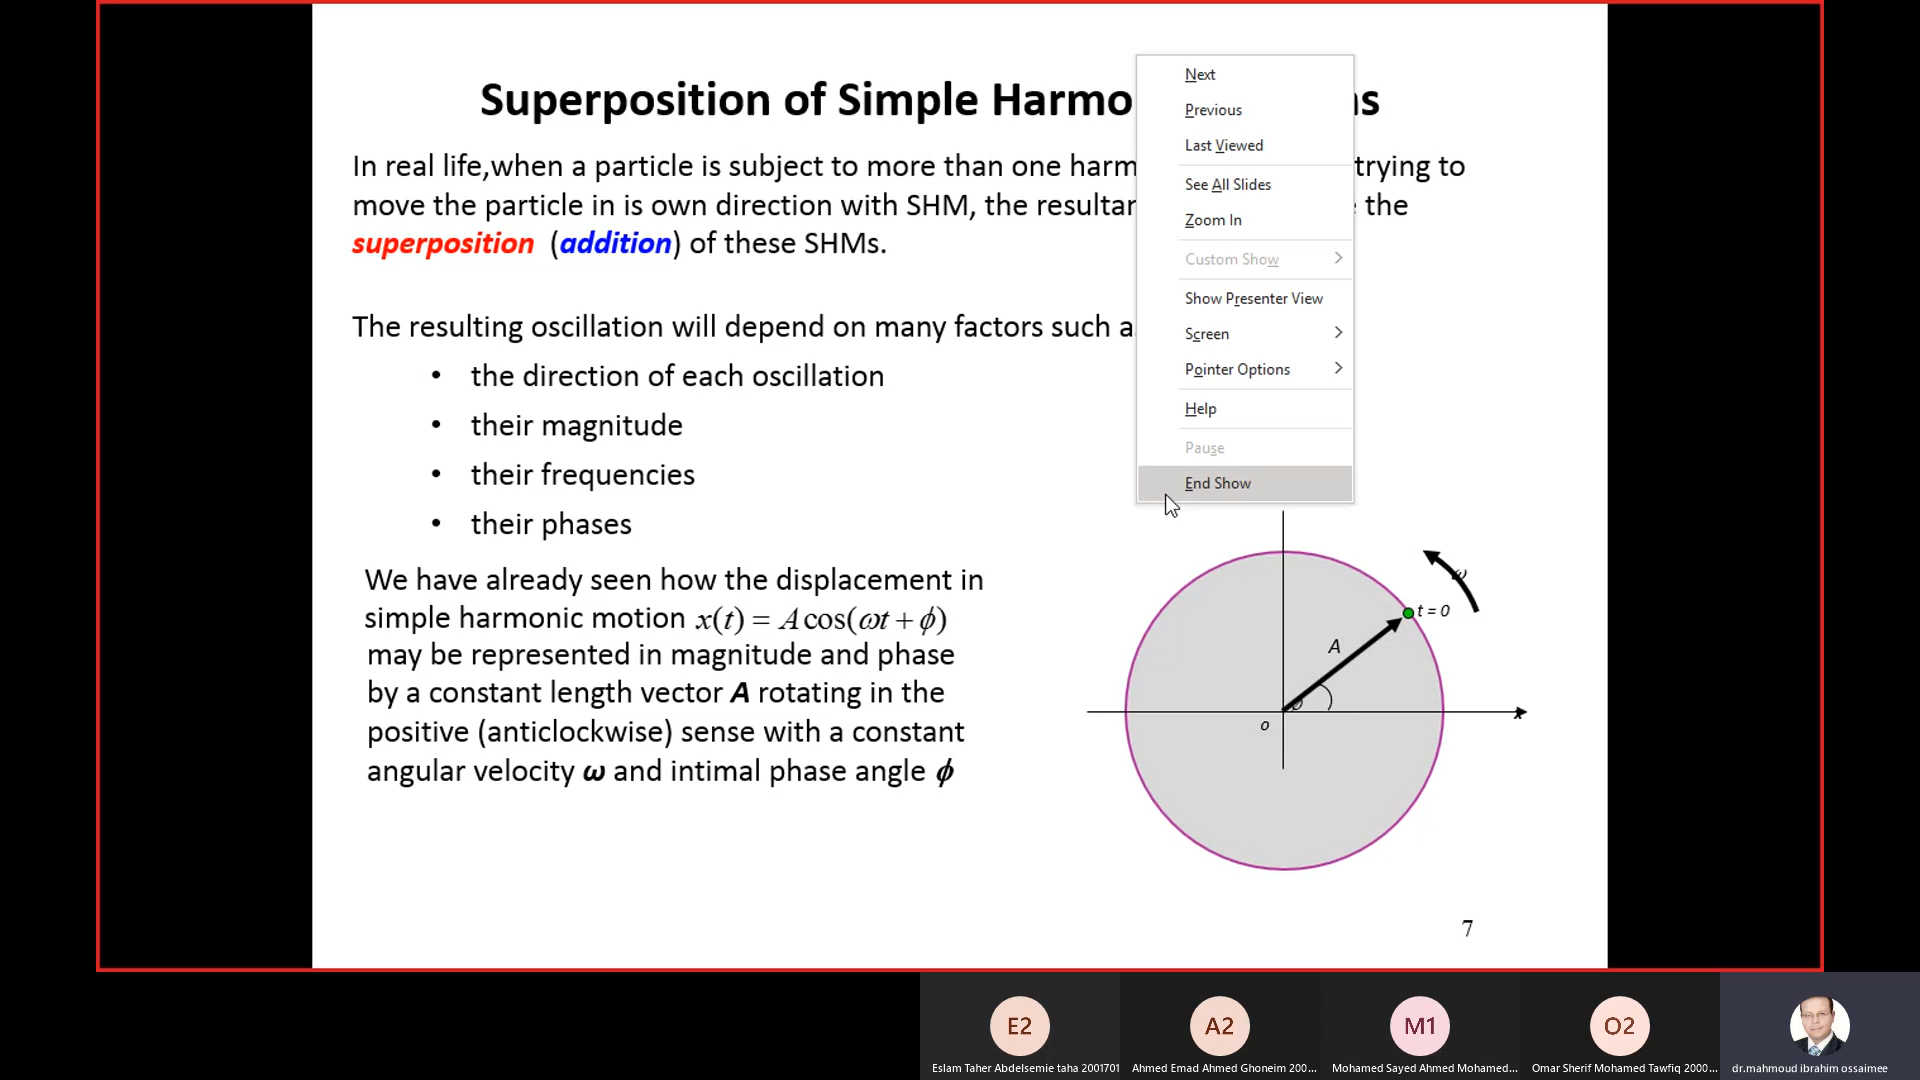 Superposition of Simple Harmo
ns
In real life,when a particle is subject to more than one harm
trying to
move the particle in is own direction with SHM, the resultan
the
superposition (addition) of these SHMs.
The resulting oscillation will depend on many factors such a
• the direction of each oscillation
• their magnitude
• their frequencies
• their phases
We have already seen how the displacement in
simple harmonic motion x(t) = A cos(ωt + ϕ)
may be represented in magnitude and phase
by a constant length vector A rotating in the
positive (anticlockwise) sense with a constant
angular velocity ω and intimal phase angle ϕ
Next
Previous
Last Viewed
See All Slides
Zoom In
Custom Show
Show Presenter View
Screen
Pointer Options
Help
Pause
End Show
ω
t = 0
A
o
x
7
E2
A2
M1
O2
Eslam Taher Abdelsemie taha 2001701
Ahmed Emad Ahmed Ghoneim 200...
Mohamed Sayed Ahmed Mohamed...
Omar Sherif Mohamed Tawfiq 2000...
dr.mahmoud ibrahim ossaimee